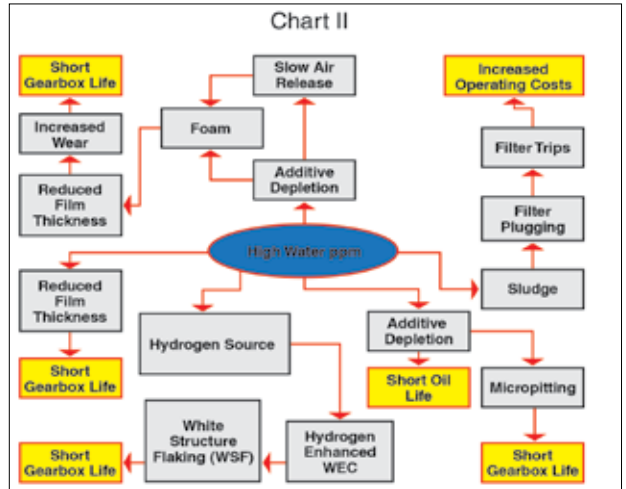 Chart II
Short
Gearbox Life
Slow Air
Release
Increased
Operating Costs
Increased
Wear
Foam
Filter Trips
Reduced
Film
Thickness
Additive
Depletion
Filter
Plugging
High Water ppm
Reduced
Film
Thickness
Sludge
Hydrogen Source
Additive
Depletion
Short
Gearbox Life
Short Oil
Life
Micropitting
White
Structure
Flaking (WSF)
Hydrogen
Enhanced
WEC
Short
Gearbox Life
Short
Gearbox Life